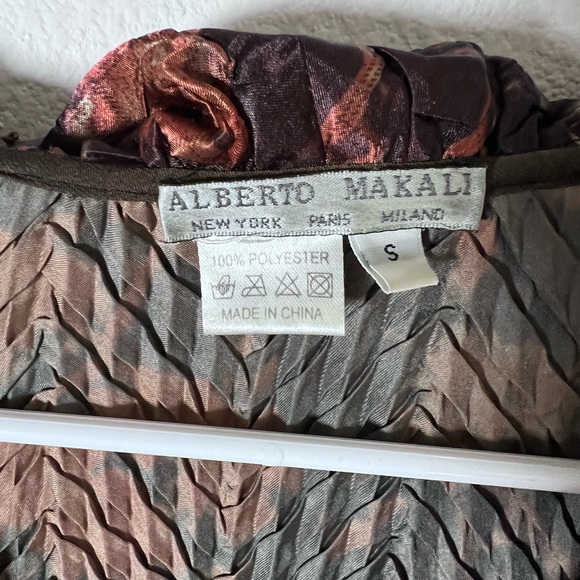 ALBERTO MAKALI
NEW YORK PARIS MILANO
S
100% POLYESTER
MADE IN CHINA